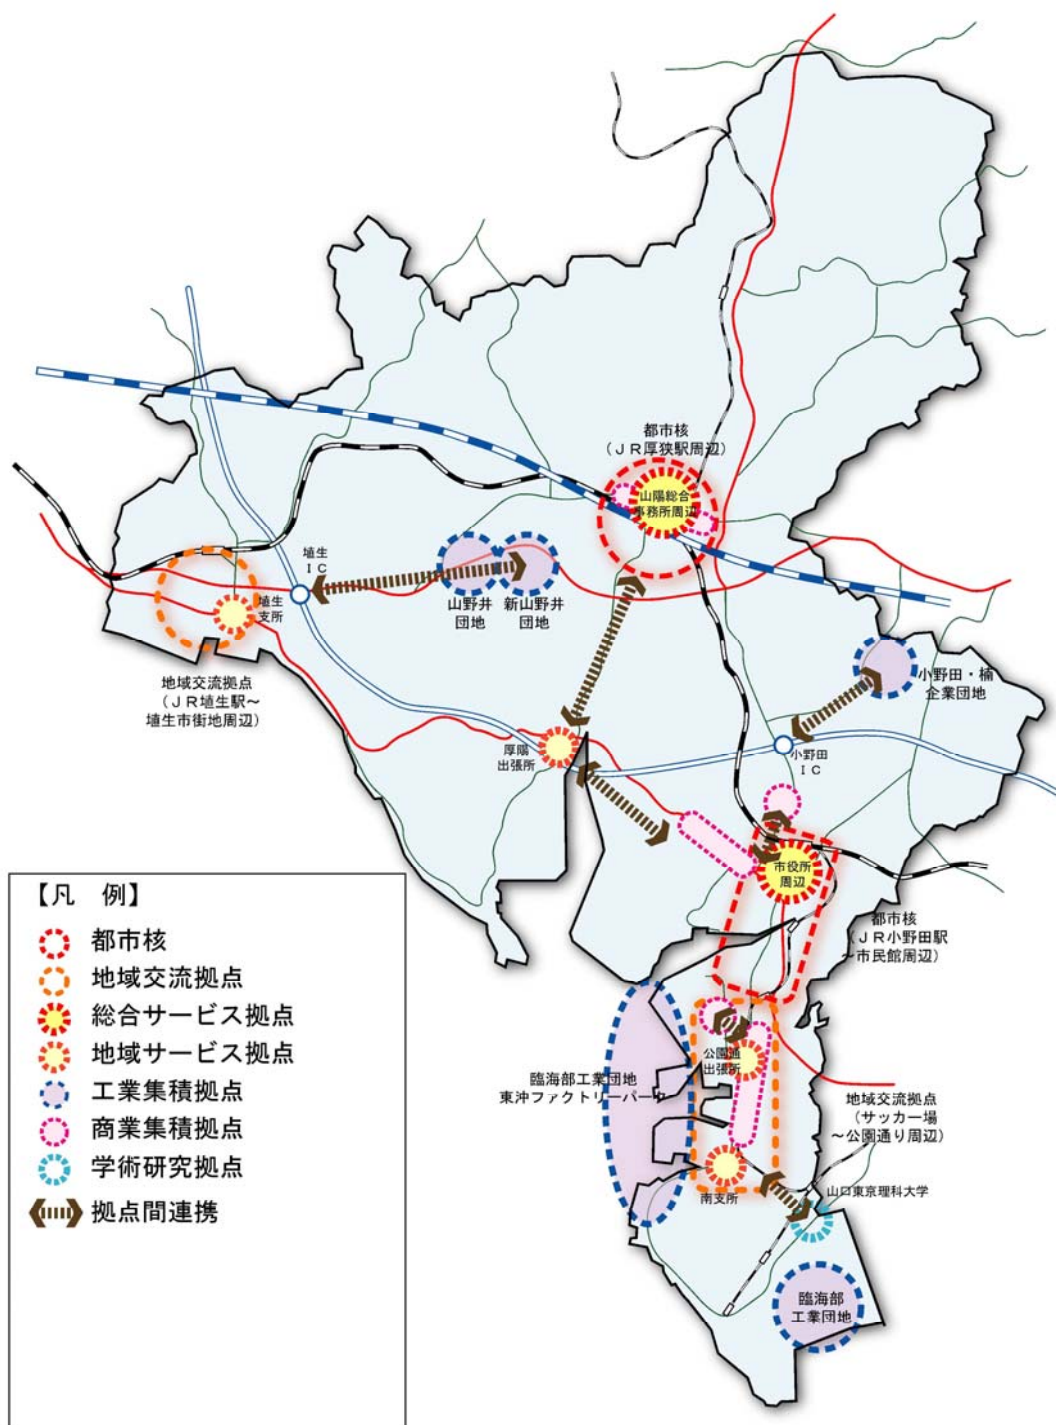 都市核
（ＪＲ厚狭駅周辺）
山陽総合
事務所周辺
埴生
ＩＣ
山野井
団地
新山野井
団地
埴生
支所
地域交流拠点
（ＪＲ埴生駅～
埴生市街地周辺）
小野田・楠
企業団地
厚陽
出張所
小野田
ＩＣ
市役所
周辺
都市核
（ＪＲ小野田駅
～市民館周辺）
公園通
出張所
臨海部工業団地
東沖ファクトリーパーク
地域交流拠点
（サッカー場
～公園通り周辺）
南支所
山口東京理科大学
臨海部
工業団地
【凡　例】
都市核
地域交流拠点
総合サービス拠点
地域サービス拠点
工業集積拠点
商業集積拠点
学術研究拠点
拠点間連携